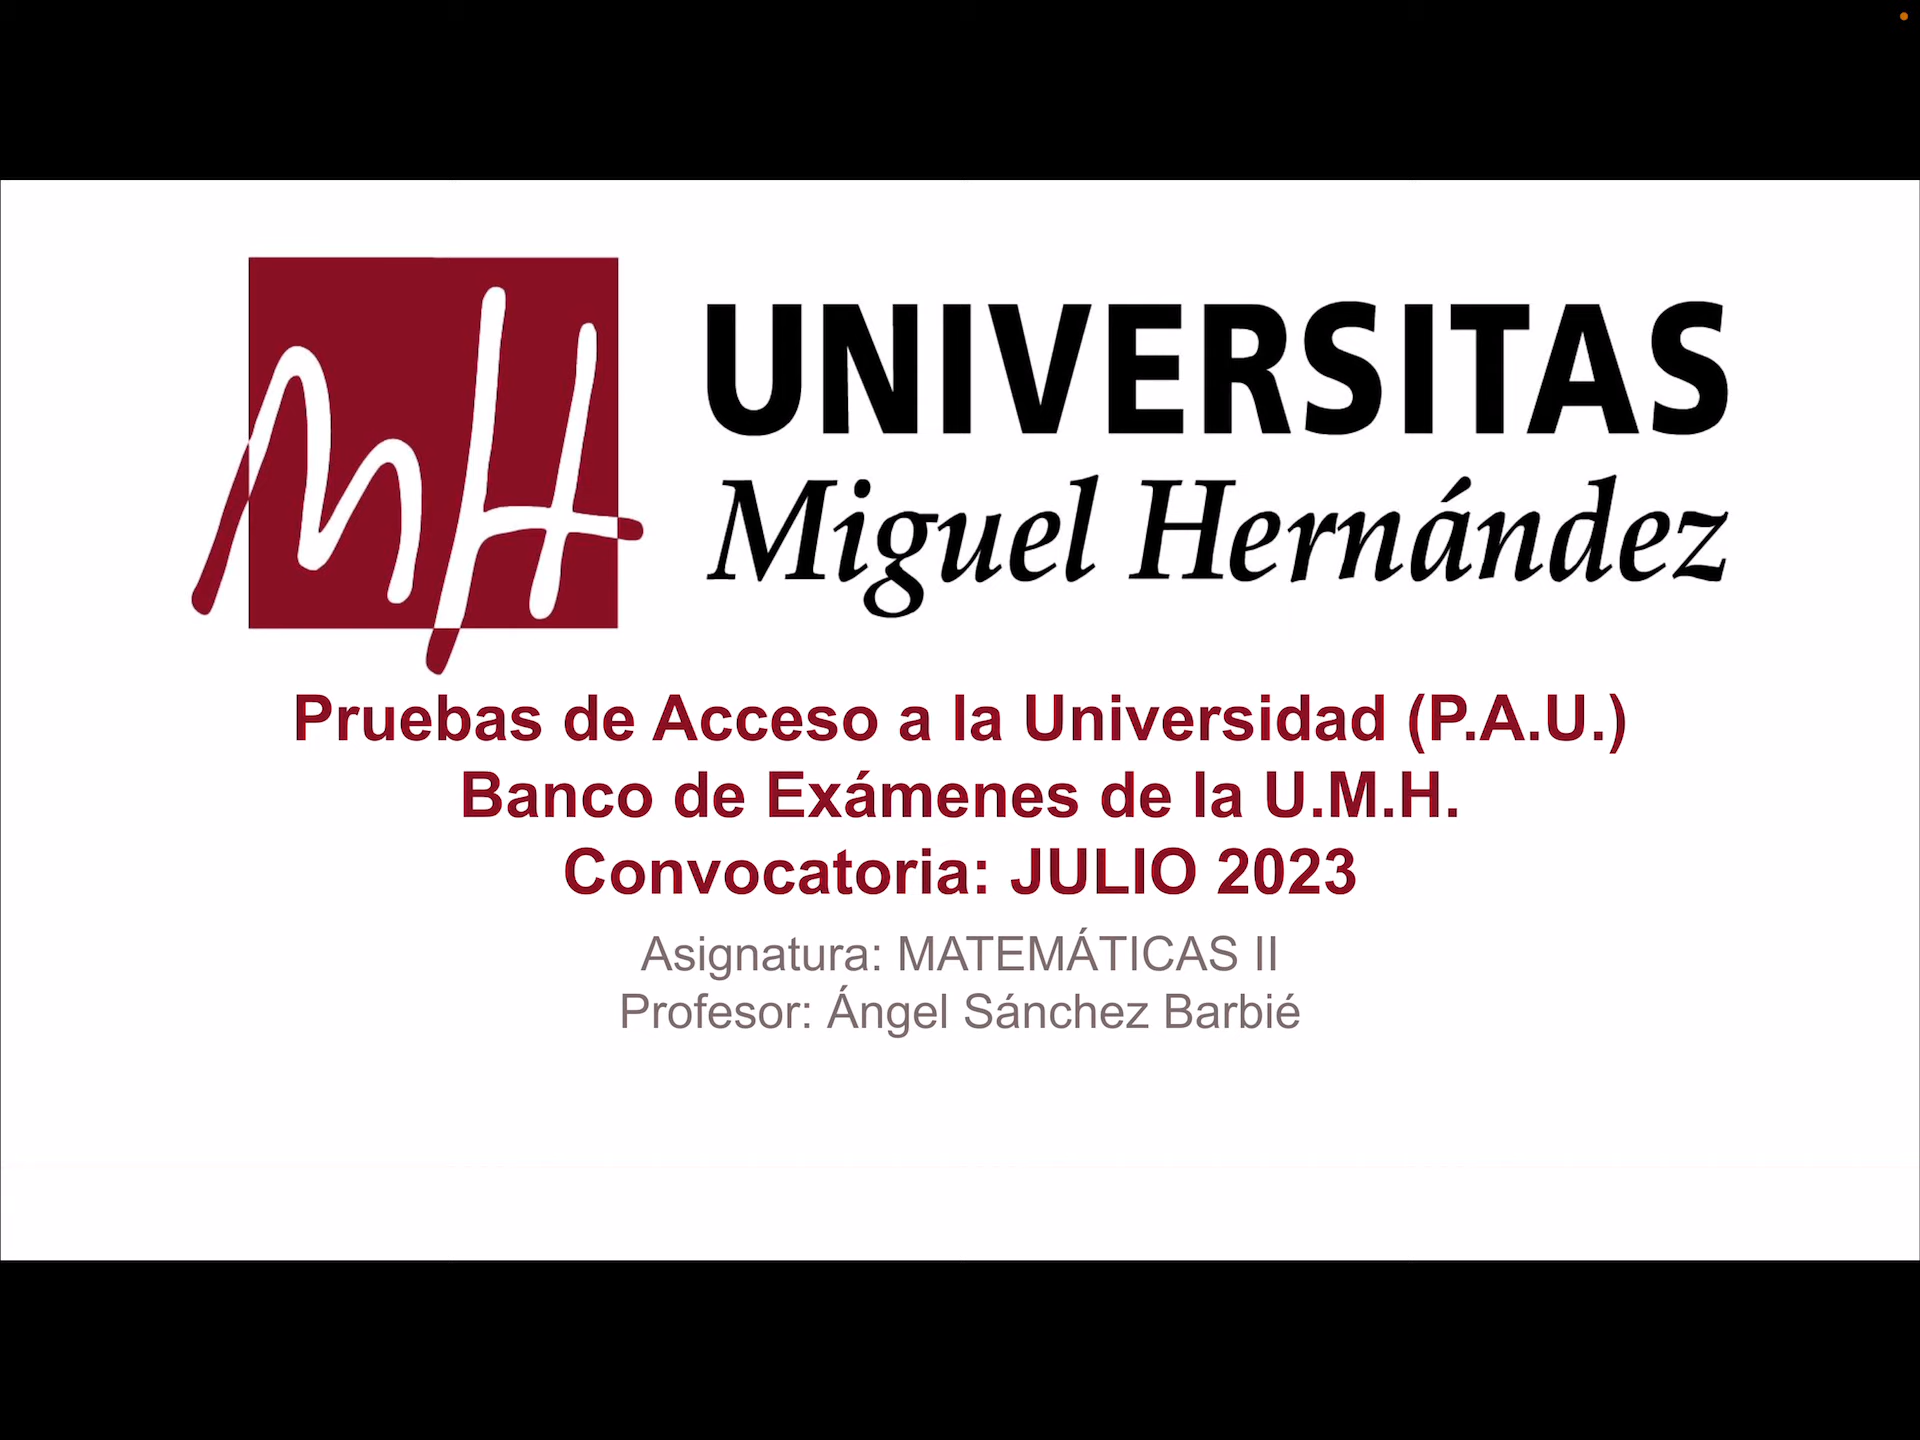 MH
UNIVERSITAS
Miguel Hernández
Pruebas de Acceso a la Universidad (P.A.U.)
Banco de Exámenes de la U.M.H.
Convocatoria: JULIO 2023
Asignatura: MATEMÁTICAS II
Profesor: Ángel Sánchez Barbié